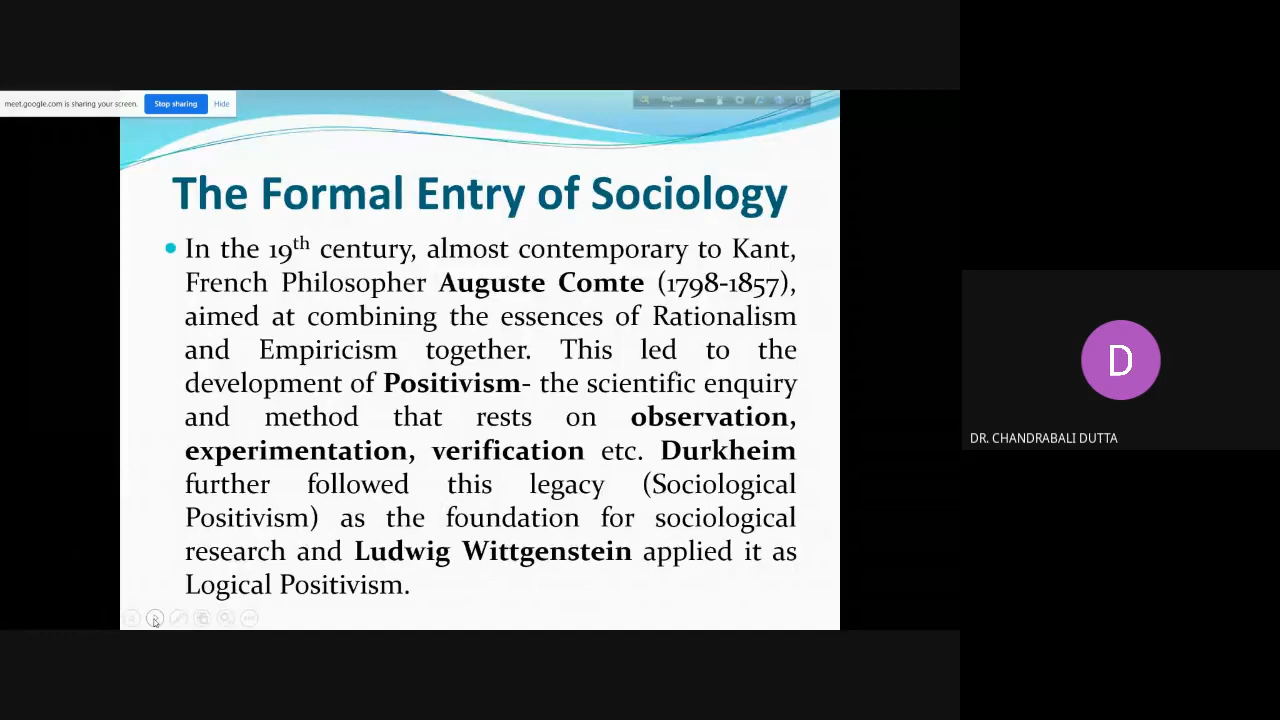 meet.google.com is sharing your screen. Stop sharing Hide
English
The Formal Entry of Sociology
• In the 19th century, almost contemporary to Kant,
French Philosopher Auguste Comte (1798-1857),
aimed at combining the essences of Rationalism
and Empiricism together. This led to the
development of Positivism- the scientific enquiry
and method that rests on observation,
experimentation, verification etc. Durkheim
further followed this legacy (Sociological
Positivism) as the foundation for sociological
research and Ludwig Wittgenstein applied it as
Logical Positivism.
D
DR. CHANDRABALI DUTTA